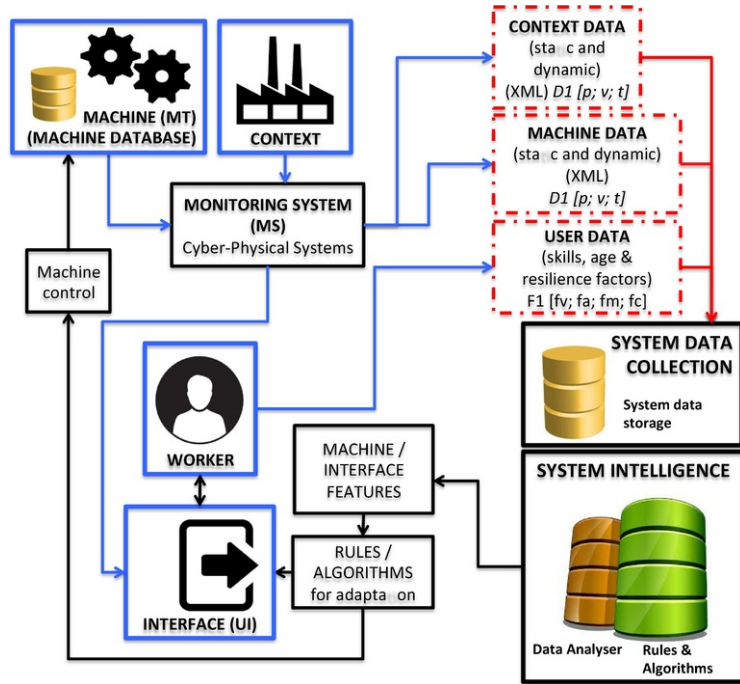 MACHINE (MT)
(MACHINE DATABASE)
CONTEXT
CONTEXT DATA
(sta c and
dynamic)
(XML) D1 [p; v; t]
MACHINE DATA
(sta c and dynamic)
(XML)
D1 [p; v; t]
MONITORING SYSTEM
(MS)
Cyber-Physical Systems
USER DATA
(skills, age &
resilience factors)
F1 [fv; fa; fm; fc]
Machine
control
SYSTEM DATA
COLLECTION
System data
storage
WORKER
MACHINE /
INTERFACE
FEATURES
SYSTEM INTELLIGENCE
RULES /
ALGORITHMS
for adapta on
INTERFACE (UI)
Data Analyser
Rules &
Algorithms